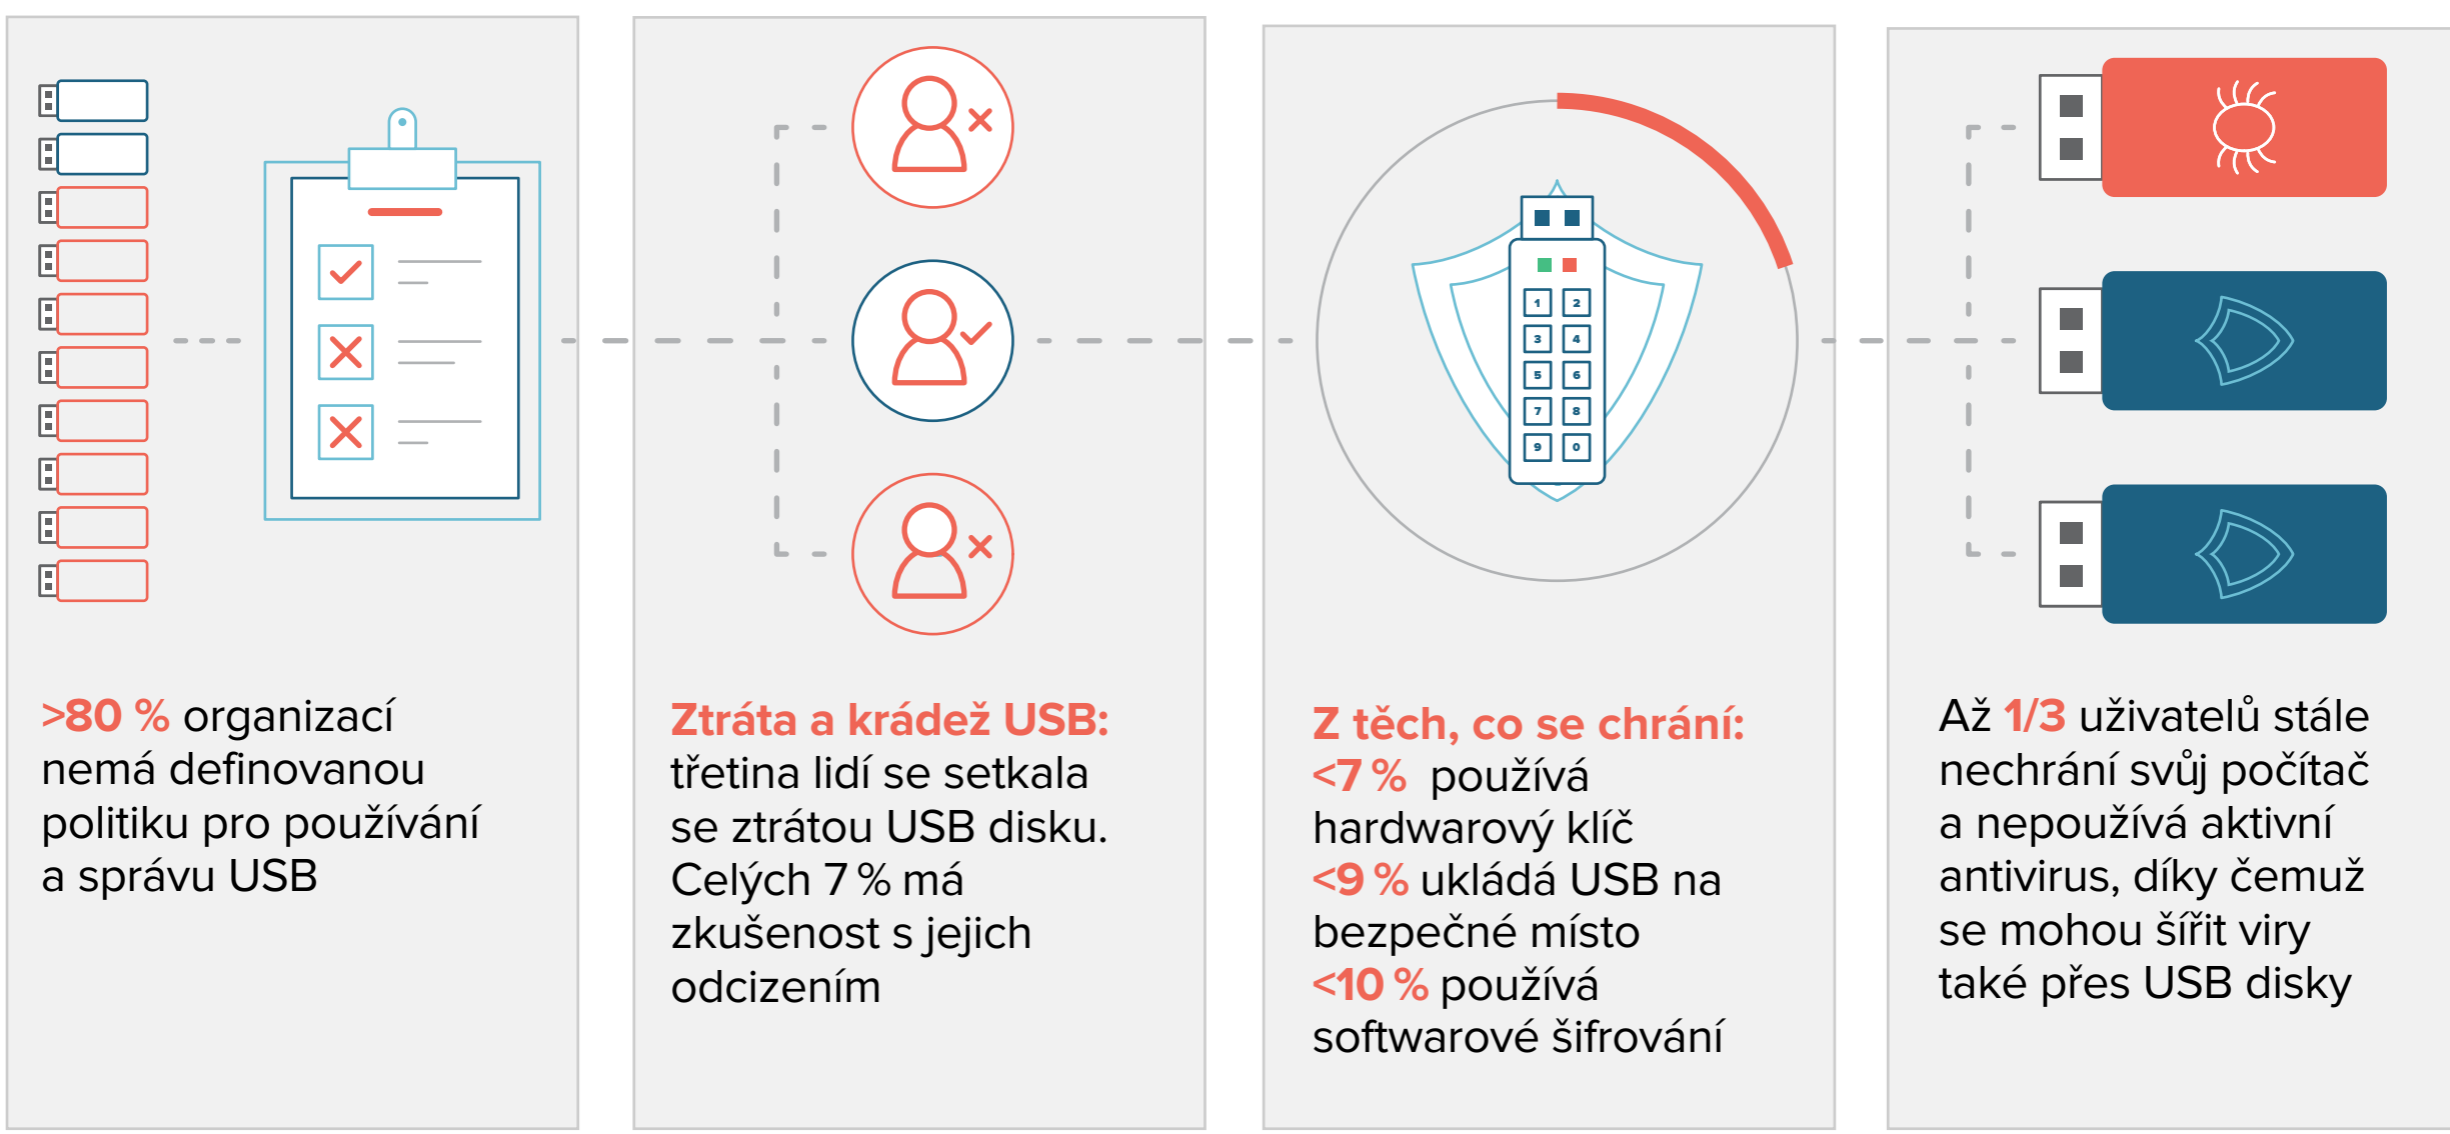 1 2
3 4
5 6
7 8
9 0
>80 % organizací
nemá definovanou
politiku pro používání
a správu USB
Ztráta a krádež USB:
třetina lidí se setkala
se ztrátou USB disku.
Celých 7 % má
zkušenost s jejich
odcizením
Z těch, co se chrání:
<7 % používá
hardwarový klíč
<9 % ukládá USB na
bezpečné místo
<10 % používá
softwarové šifrování
Až 1/3 uživatelů stále
nechrání svůj počítač
a nepoužívá aktivní
antivirus, díky čemuž
se mohou šířit viry
také přes USB disky